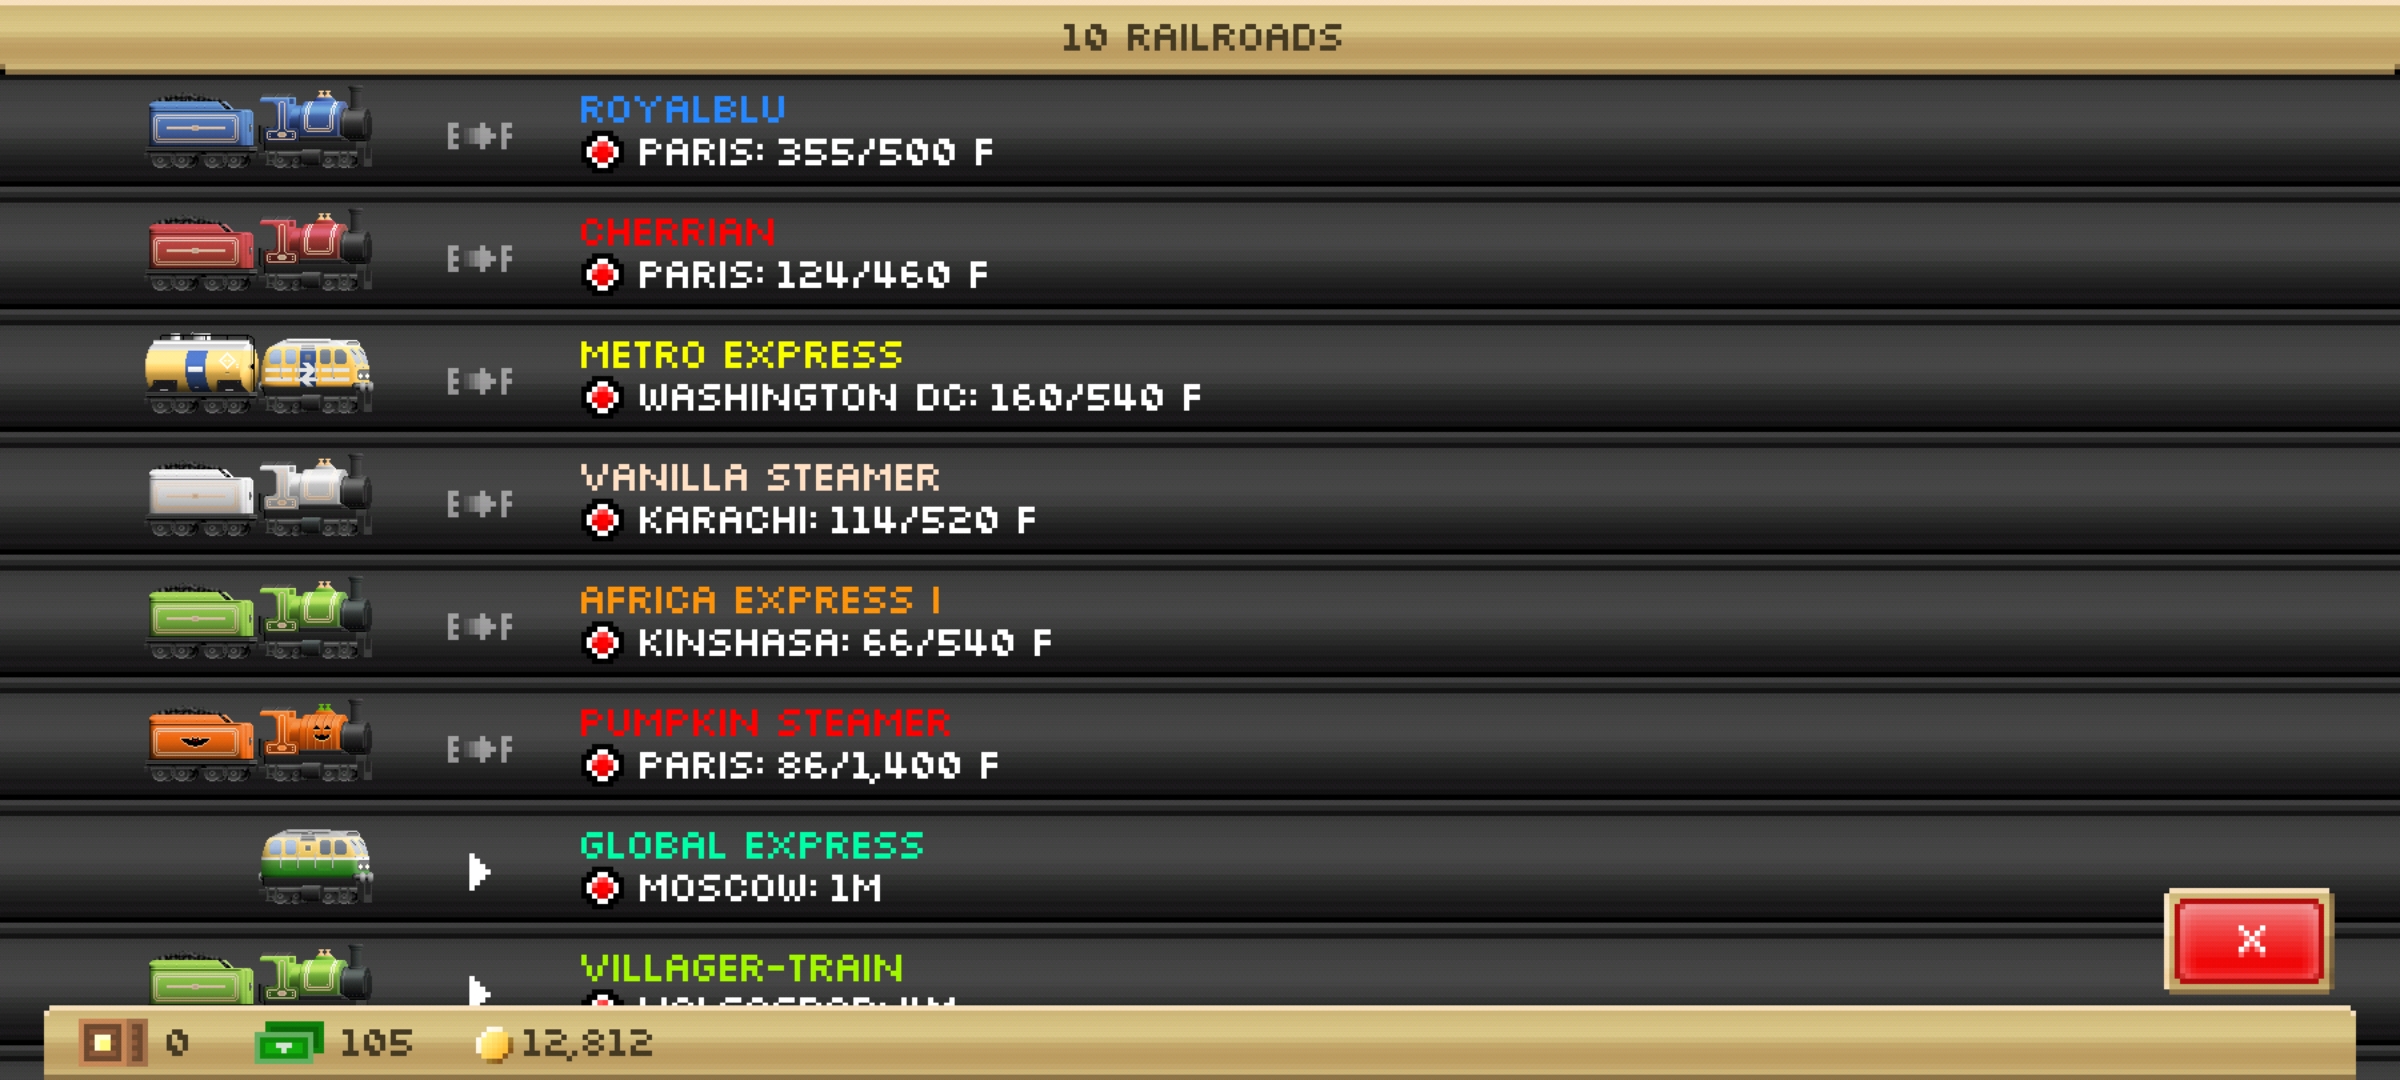 10 RAILROADS
ROYALBLU
E F
PARIS: 355/500 F
CHERRIAN
E F
PARIS: 124/460 F
METRO EXPRESS
E F
WASHINGTON DC: 160/540 F
VANILLA STEAMER
E F
KARACHI: 114/520 F
AFRICA EXPRESS I
E F
KINSHASA: 66/540 F
PUMPKIN STEAMER
E F
PARIS: 86/1,400 F
GLOBAL EXPRESS
MOSCOW: 1M
VILLAGER-TRAIN
X
0 105 12,812